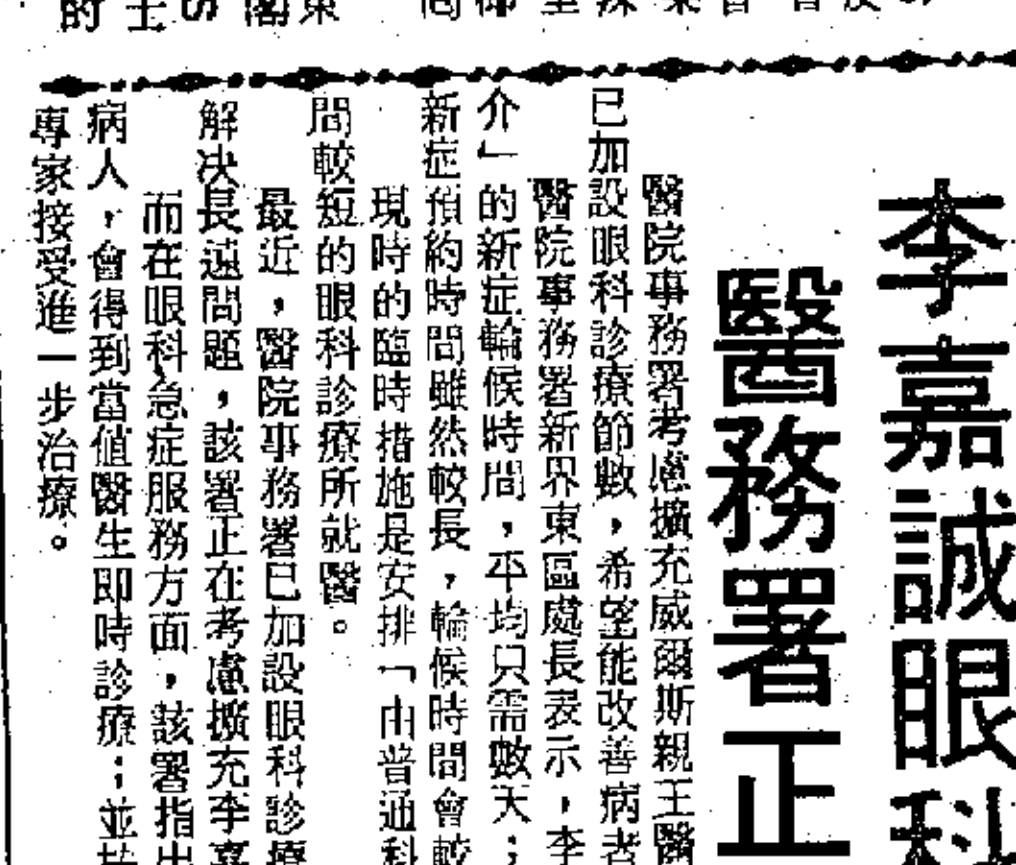 李嘉誠眼科
醫務署正
醫院事務署考慮擴充威爾斯親王醫
已加設眼科診療節數，希望能改善病者
醫院事務署新界東區處長表示，李
介」的新症輪候時間，平均只需數天；
新症預約時間雖然較長，輪候時間會較
現時的臨時措施是安排「由普通科
間較短的眼科診療所就醫。
最近，醫院事務署已加設眼科診療
解決長遠問題，該署正在考慮擴充李嘉
而在眼科急症服務方面，該署指出
病人，會得到當值醫生即時診療；並
專家接受進一步治療。